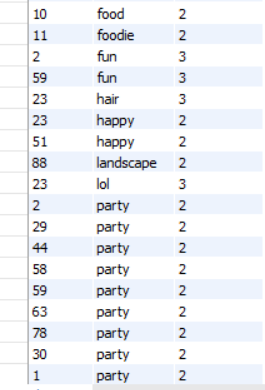 10 food 2
11 foodie 2
2 fun 3
59 fun 3
23 hair 3
23 happy 2
51 happy 2
88 landscape 2
23 lol 3
2 party 2
29 party 2
44 party 2
58 party 2
59 party 2
63 party 2
78 party 2
30 party 2
1 party 2